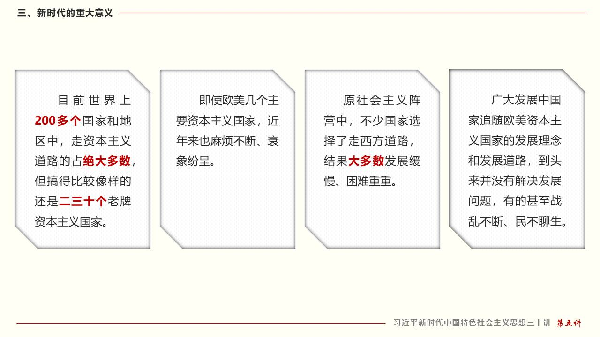 三、新时代的重大意义
目前世界上
200多个国家和地
区中，走资本主义
道路的占绝大多数，
但搞得比较像样的
还是二三十个老牌
资本主义国家。
即使欧美几个主
要资本主义国家，近
年来也麻烦不断、衰
象纷呈。
原社会主义阵
营中，不少国家选
择了走西方道路，
结果大多数发展缓
慢、困难重重。
广大发展中国
家追随欧美资本主
义国家的发展理念
和发展道路，到头
来并没有解决发展
问题，有的甚至战
乱不断、民不聊生。
习近平新时代中国特色社会主义思想三十讲 第五讲